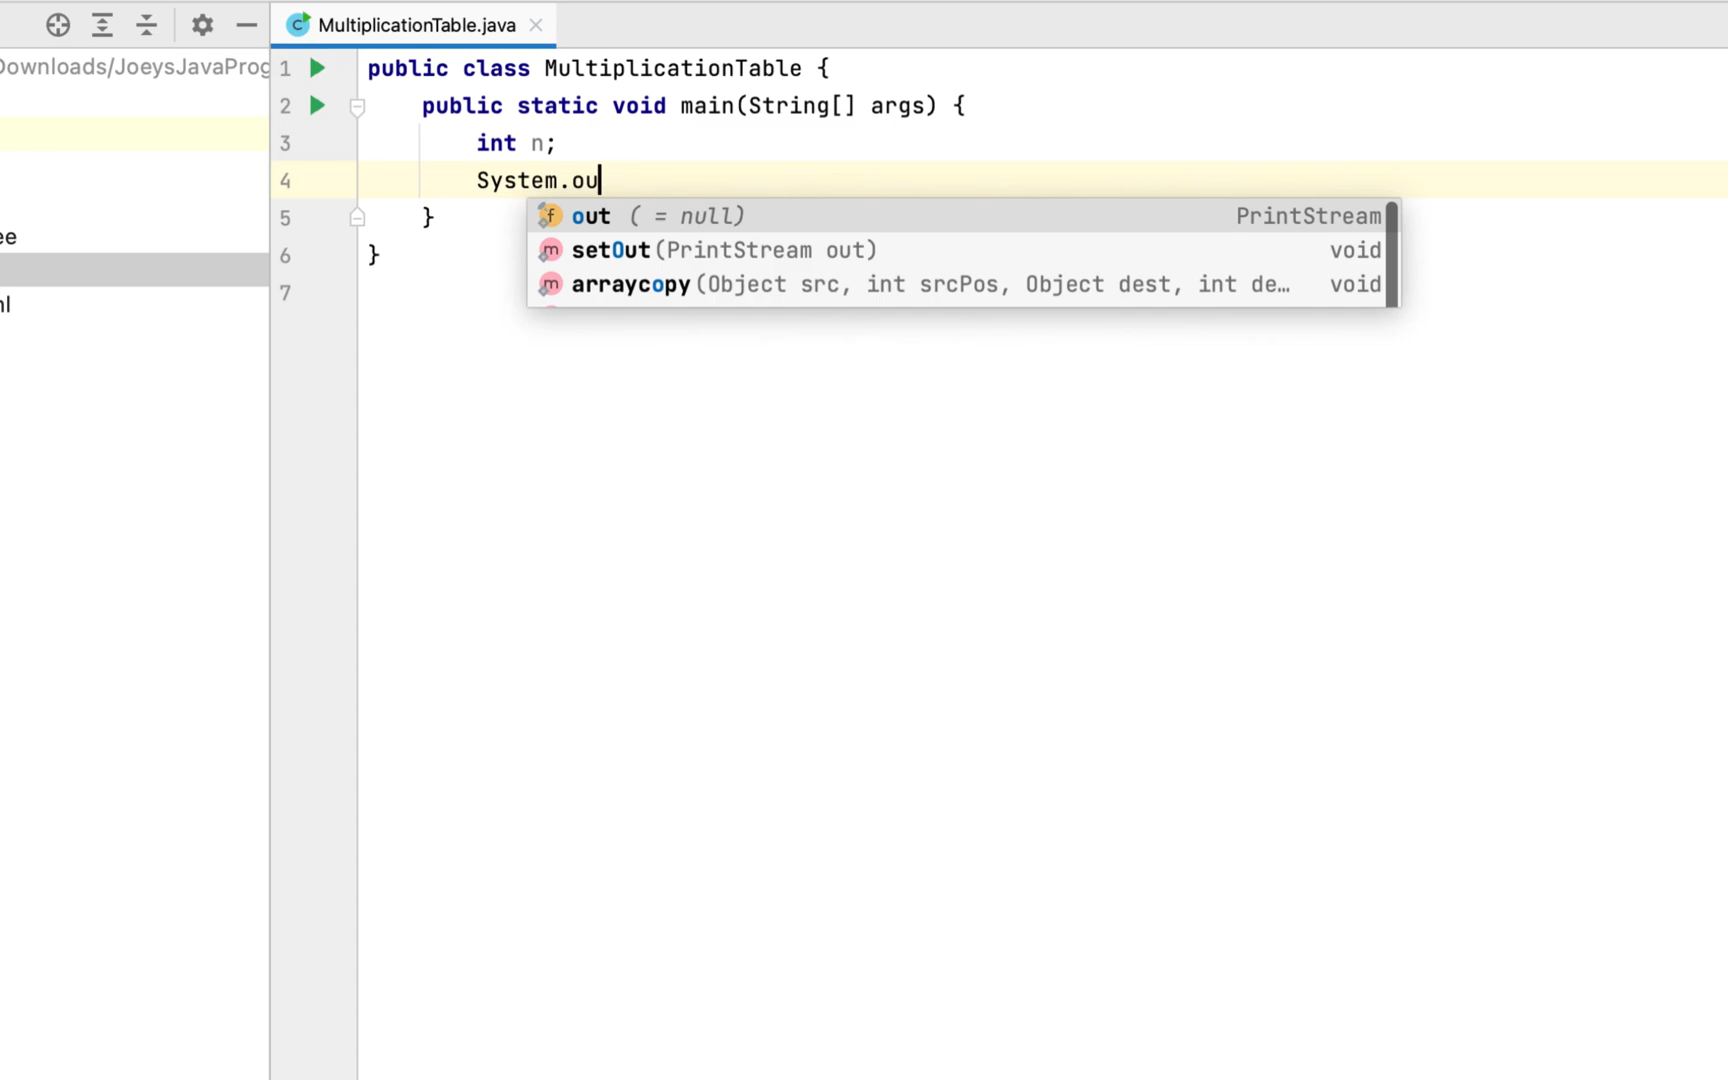 MultiplicationTable.java
Downloads/JoeysJavaProg
ee
nl
1 public class MultiplicationTable {
2 public static void main(String[] args) {
3 int n;
4 System.ou
5 }
6 }
7
f out ( = null) PrintStream
m setOut(PrintStream out) void
m arraycopy(Object src, int srcPos, Object dest, int de… void